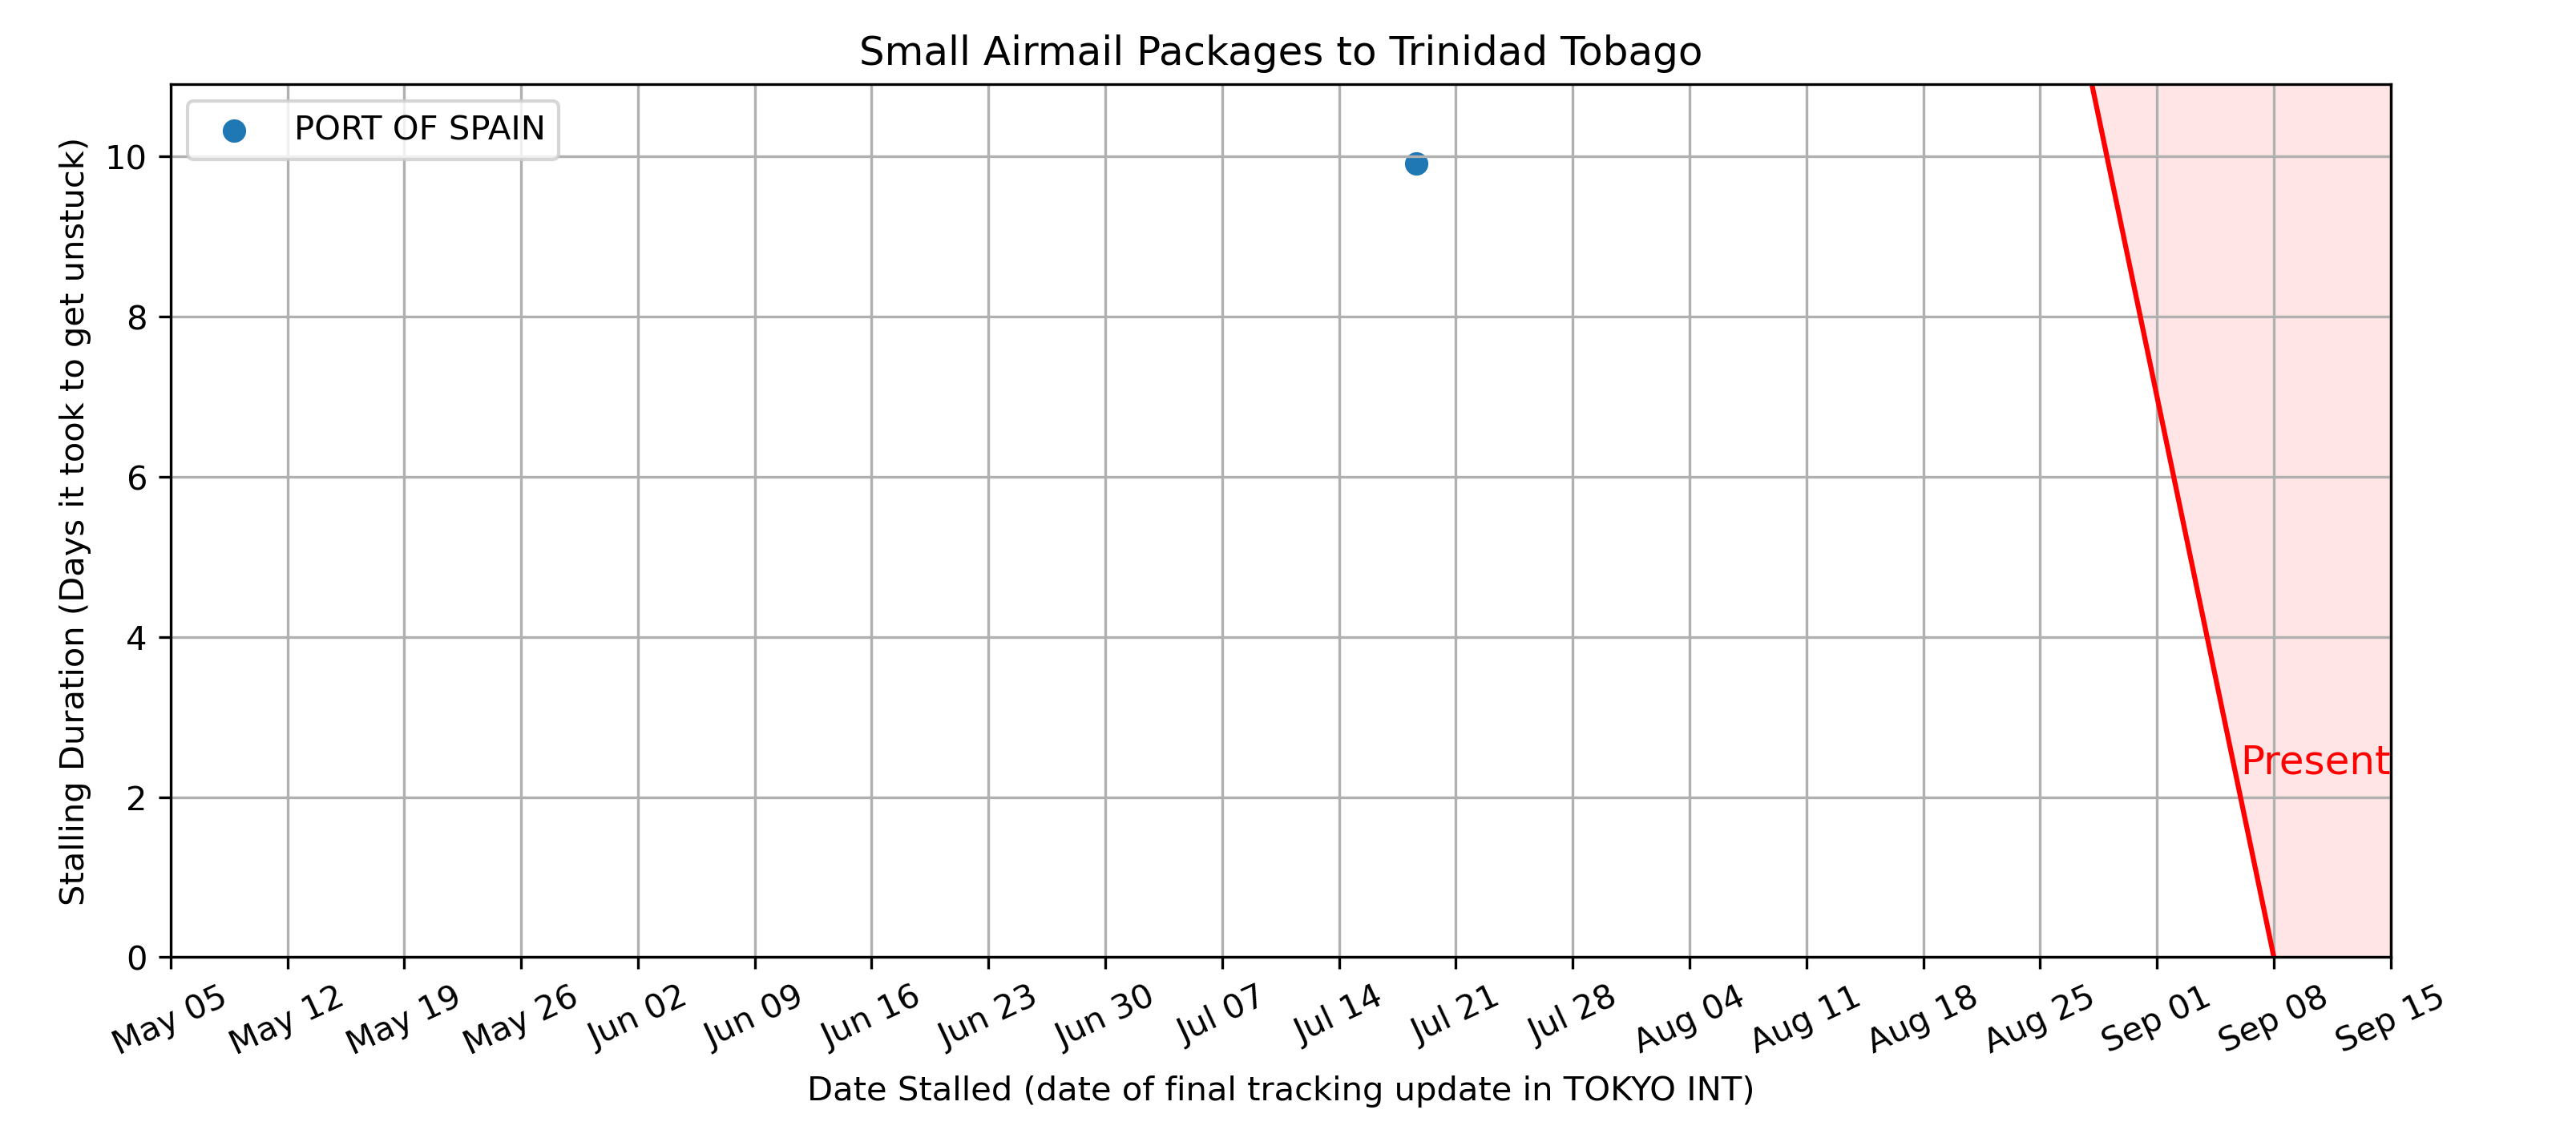 Small Airmail Packages to Trinidad Tobago
PORT OF SPAIN
Stalling Duration (Days it took to get unstuck)
10
8
6
4
2
0
Present
May 05
May 12
May 19
May 26
Jun 02
Jun 09
Jun 16
Jun 23
Jun 30
Jul 07
Jul 14
Jul 21
Jul 28
Aug 04
Aug 11
Aug 18
Aug 25
Sep 01
Sep 08
Sep 15
Date Stalled (date of final tracking update in TOKYO INT)